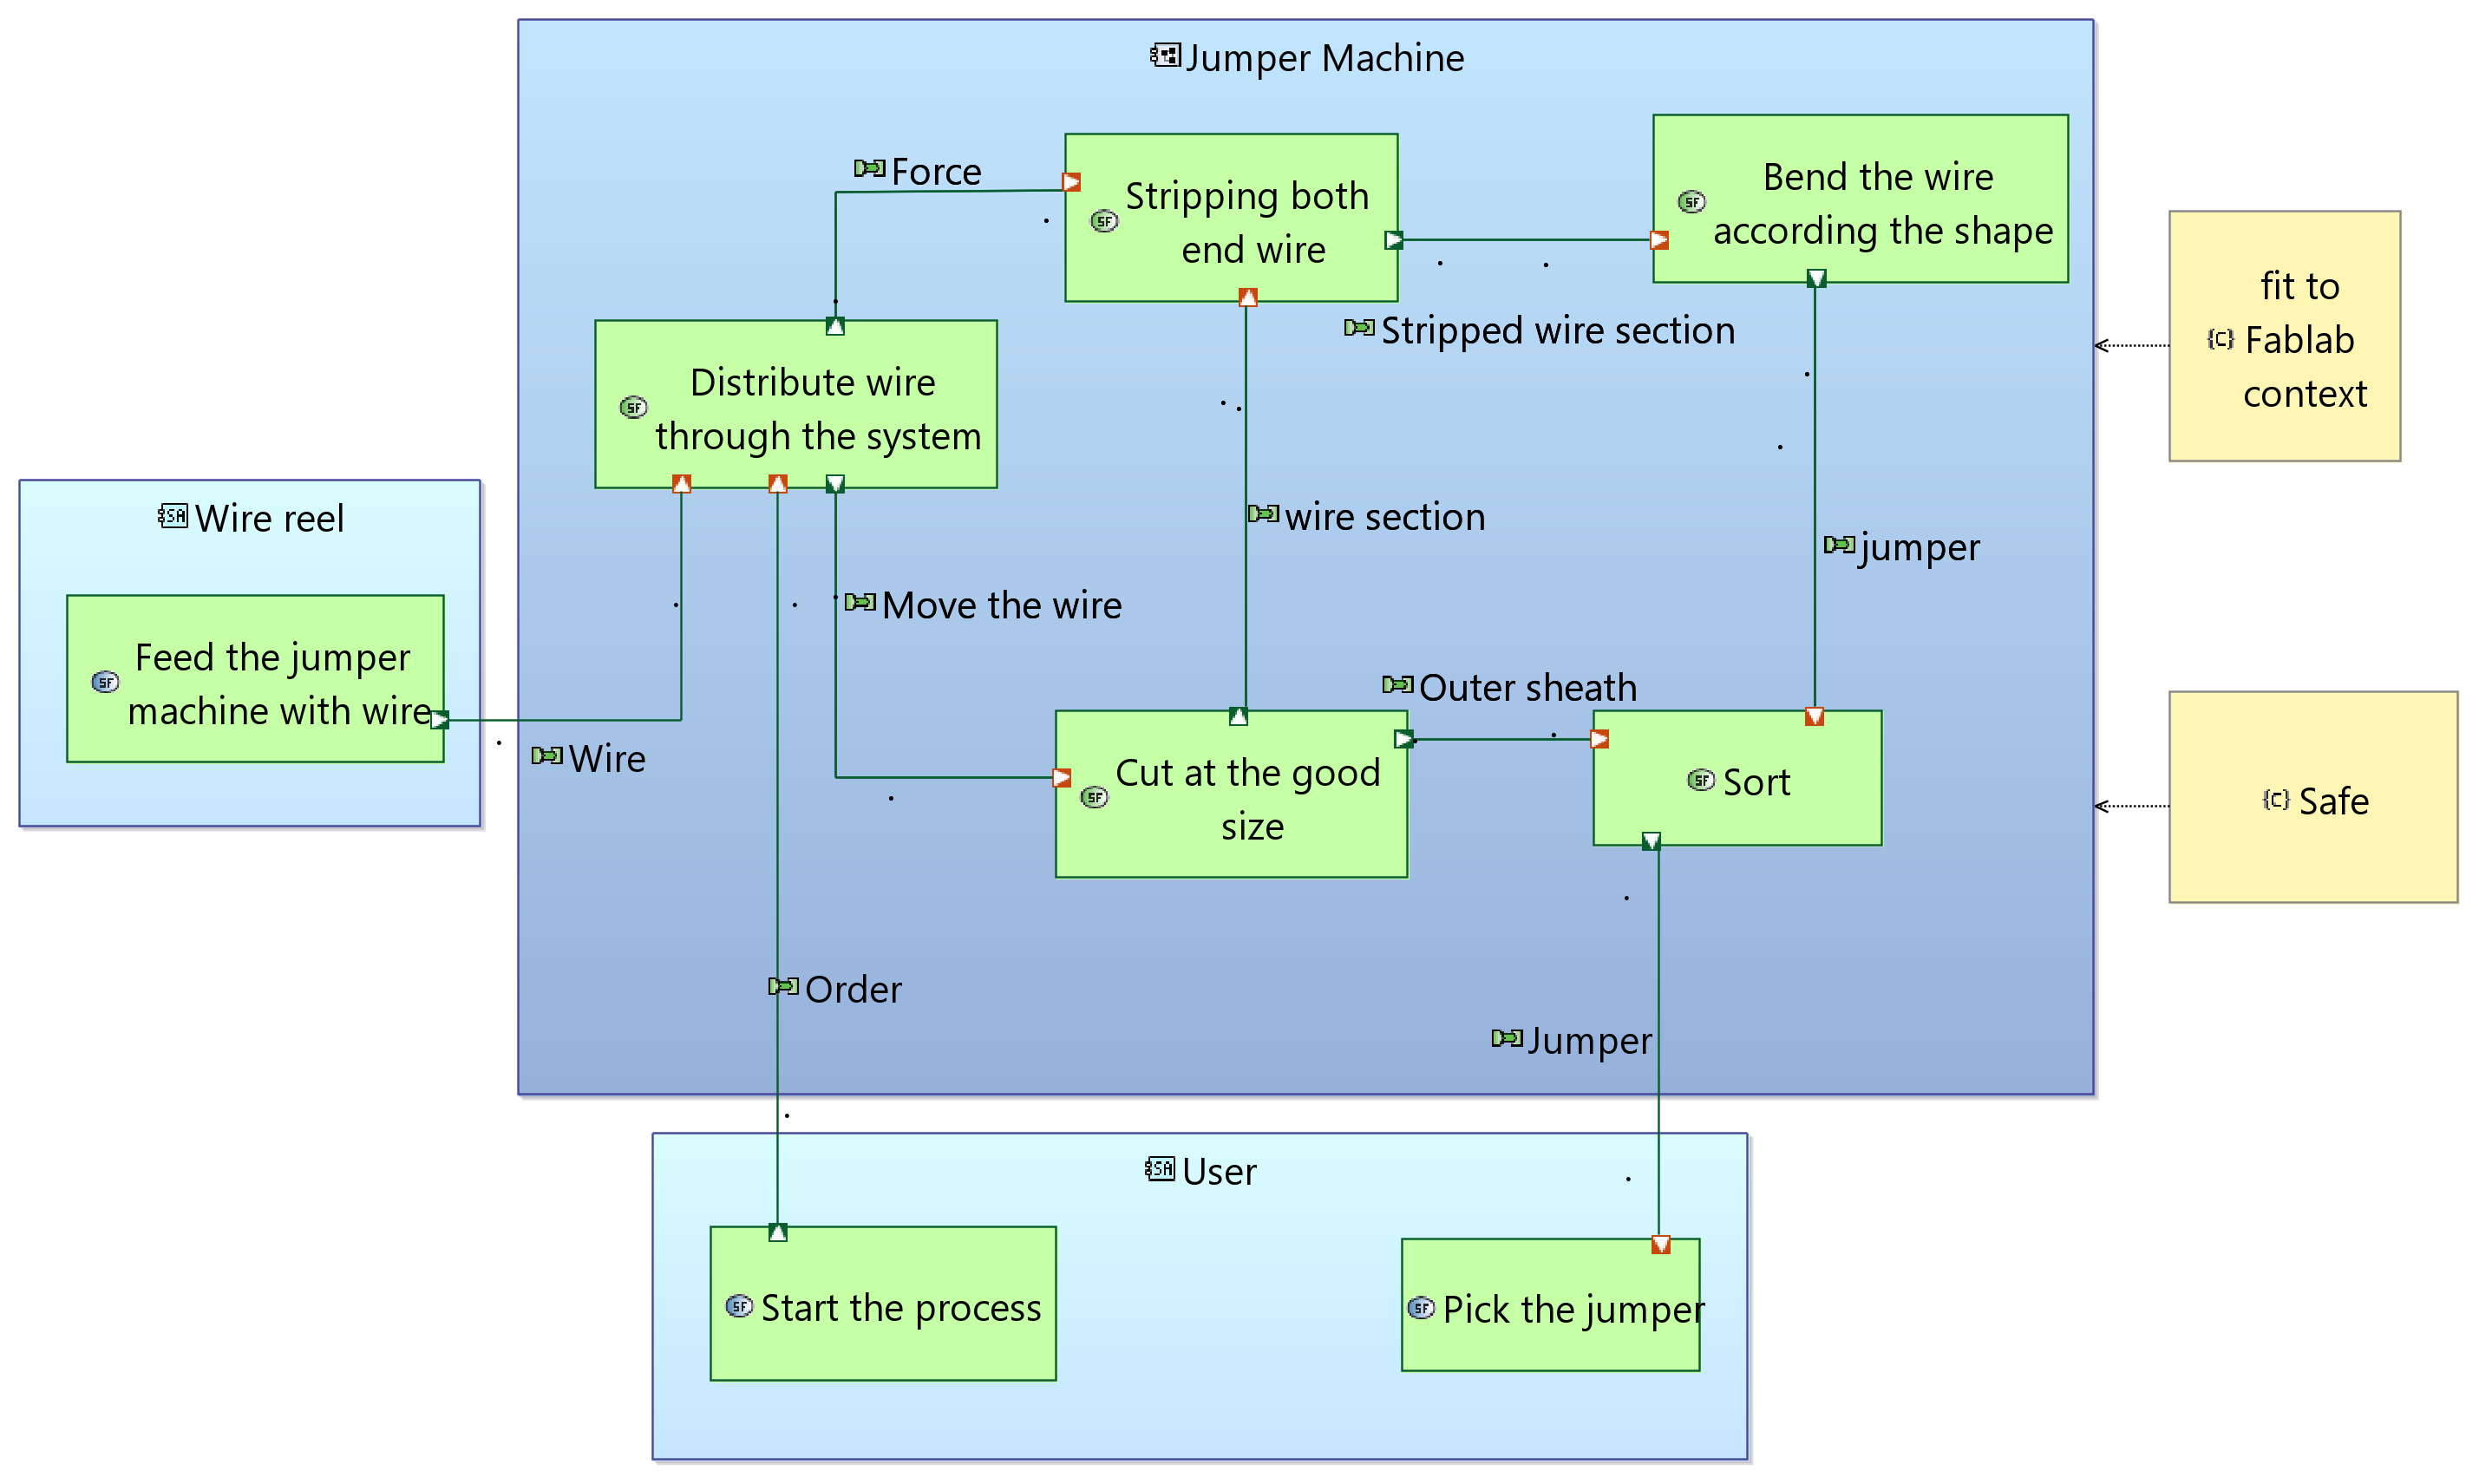 Jumper Machine
Force
Stripping both
end wire
Bend the wire
according the shape
fit to
Fablab
context
Stripped wire section
Distribute wire
through the system
Wire reel
wire section
jumper
Move the wire
Feed the jumper
machine with wire
Outer sheath
Wire
Cut at the good
size
Sort
Safe
Order
Jumper
User
Start the process
Pick the jumper